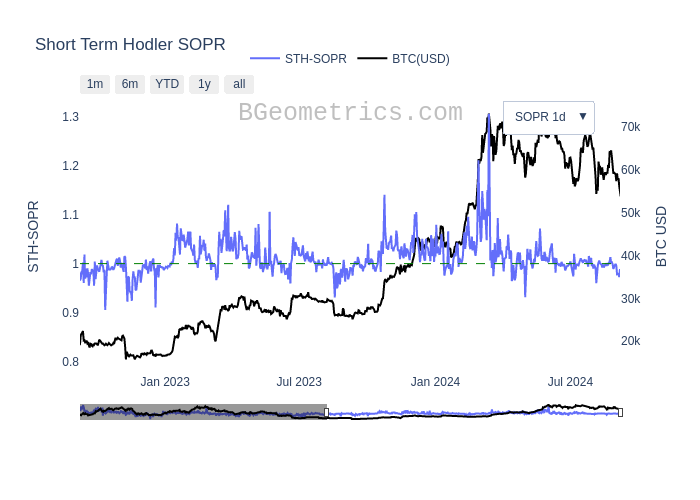 Short Term Hodler SOPR
STH-SOPR BTC(USD)
1m 6m YTD 1y all
BGeometrics.com
SOPR 1d ▼
1.3
1.2
1.1
1
0.9
0.8
STH-SOPR
70k
60k
50k
40k
30k
20k
BTC USD
Jan 2023 Jul 2023 Jan 2024 Jul 2024